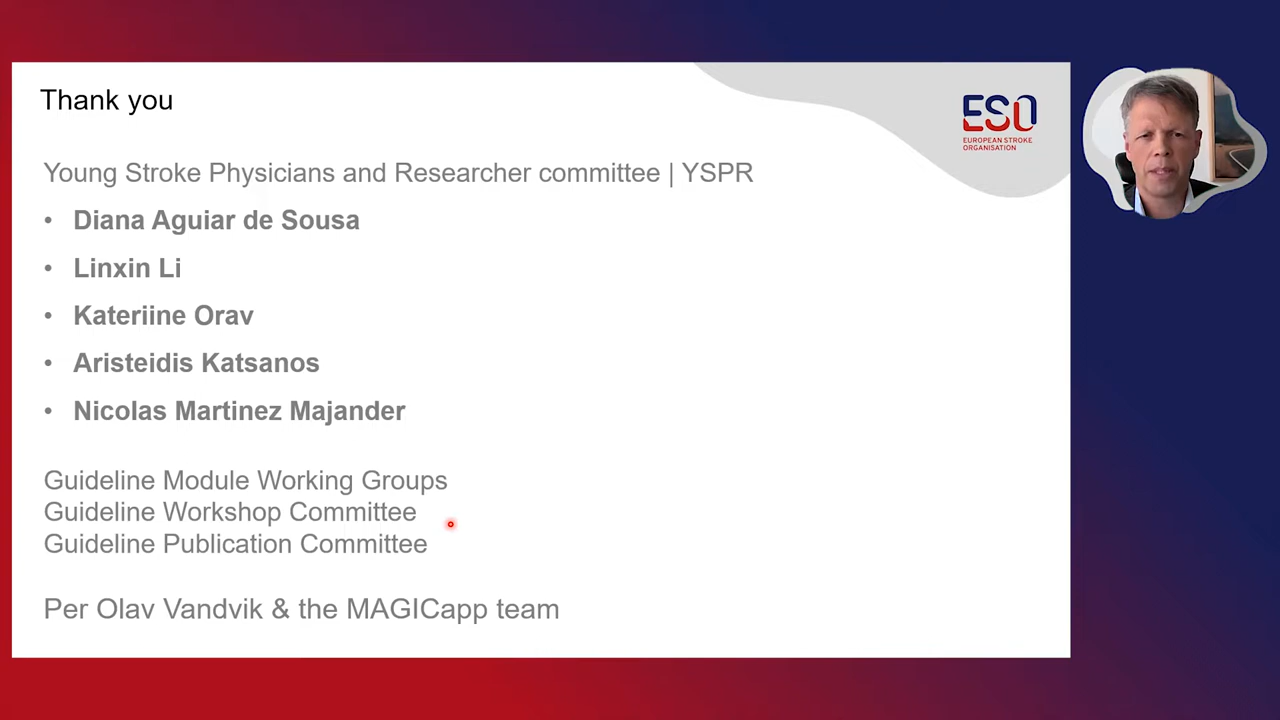 Thank you
ESO
EUROPEAN STROKE
ORGANISATION
Young Stroke Physicians and Researcher committee | YSPR
• Diana Aguiar de Sousa
• Linxin Li
• Kateriine Orav
• Aristeidis Katsanos
• Nicolas Martinez Majander
Guideline Module Working Groups
Guideline Workshop Committee
Guideline Publication Committee
Per Olav Vandvik & the MAGICapp team